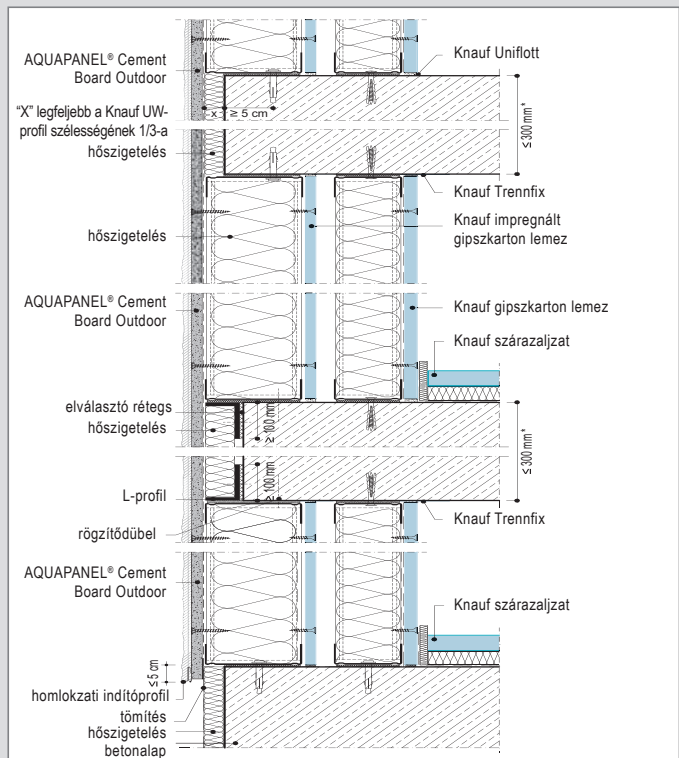 AQUAPANEL® Cement
Board Outdoor
Knauf Uniflott
"X" legfeljebb a Knauf UW-
profil szélességének 1/3-a
hőszigetelés
x
≥ 5 cm
≤ 300 mm*
Knauf Trennfix
Knauf impregnált
gipszkarton lemez
hőszigetelés
AQUAPANEL® Cement
Board Outdoor
Knauf gipszkarton lemez
Knauf szárazaljzat
elválasztó rétegs
hőszigetelés
≥ 100 mm
≥ 100 mm
≤ 300 mm*
L-profil
rögzítődübel
Knauf Trennfix
AQUAPANEL® Cement
Board Outdoor
Knauf szárazaljzat
≤ 5 cm
homlokzati indítóprofil
tömítés
hőszigetelés
betonalap